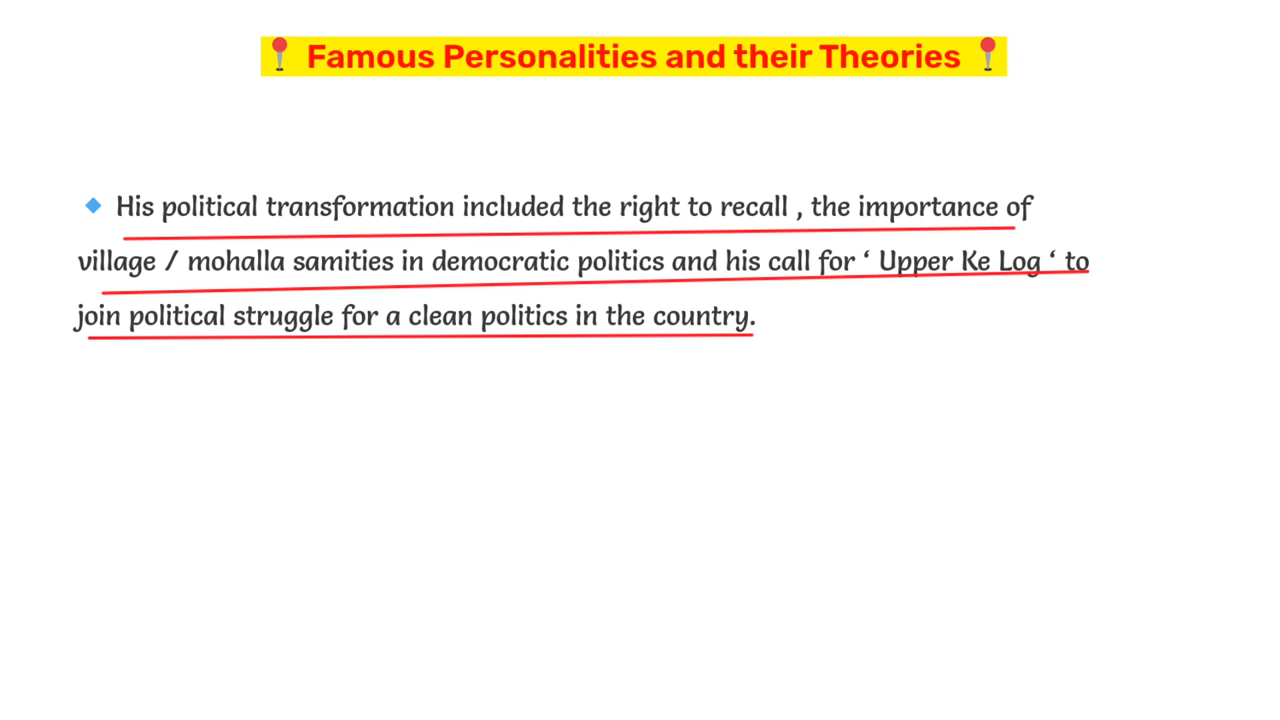 📍 Famous Personalities and their Theories 📍
🔹 His political transformation included the right to recall , the importance of
village / mohalla samities in democratic politics and his call for ‘ Upper Ke Log ‘ to
join political struggle for a clean politics in the country.